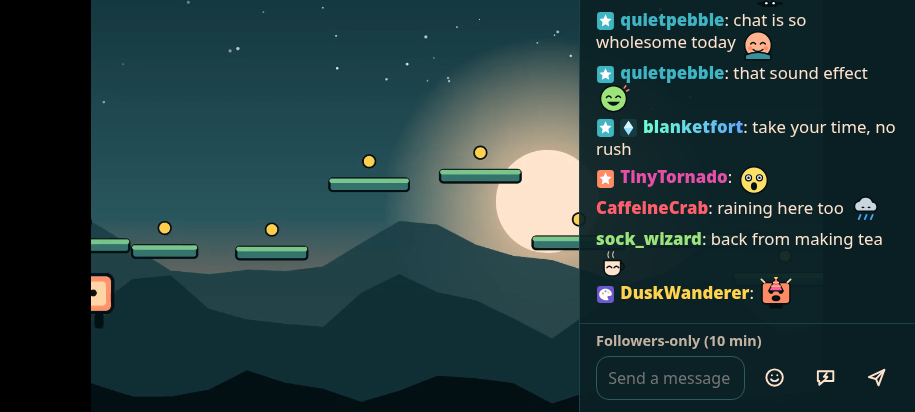 quietpebble: chat is so
wholesome today
quietpebble: that sound effect
blanketfort: take your time, no
rush
TinyTornado:
CaffeineCrab: raining here too
sock_wizard: back from making tea
DuskWanderer:
Followers-only (10 min)
Send a message